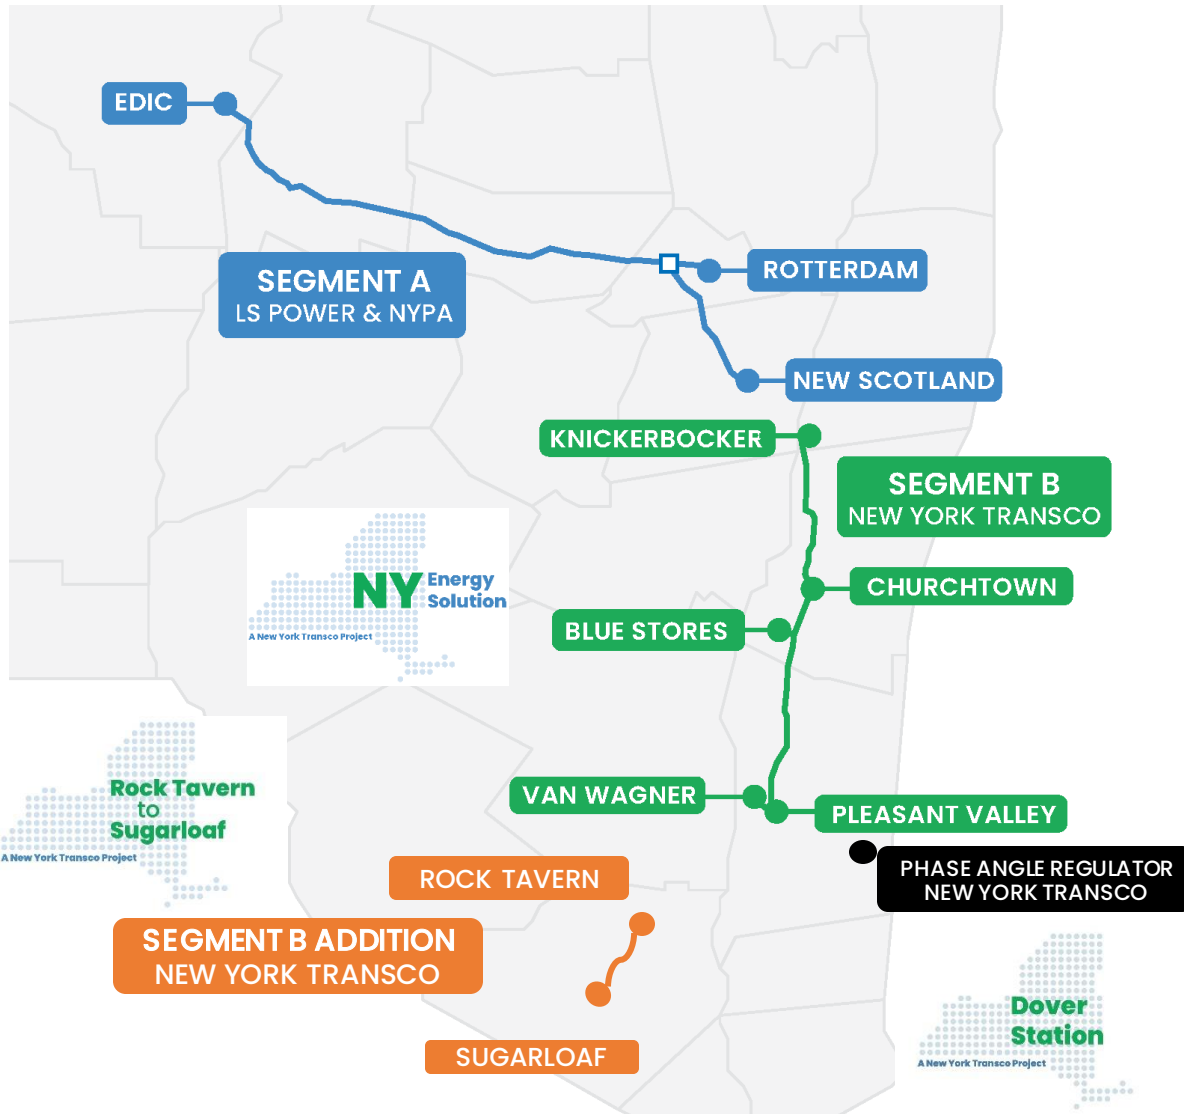 EDIC
SEGMENT A
LS POWER & NYPA
ROTTERDAM
NEW SCOTLAND
KNICKERBOCKER
SEGMENT B
NEW YORK TRANSCO
CHURCHTOWN
NY Energy
Solution
A New York Transco Project
BLUE STORES
Rock Tavern
to
Sugarloaf
A New York Transco Project
VAN WAGNER
PLEASANT VALLEY
PHASE ANGLE REGULATOR
NEW YORK TRANSCO
ROCK TAVERN
SEGMENT B ADDITION
NEW YORK TRANSCO
SUGARLOAF
Dover
Station
A New York Transco Project